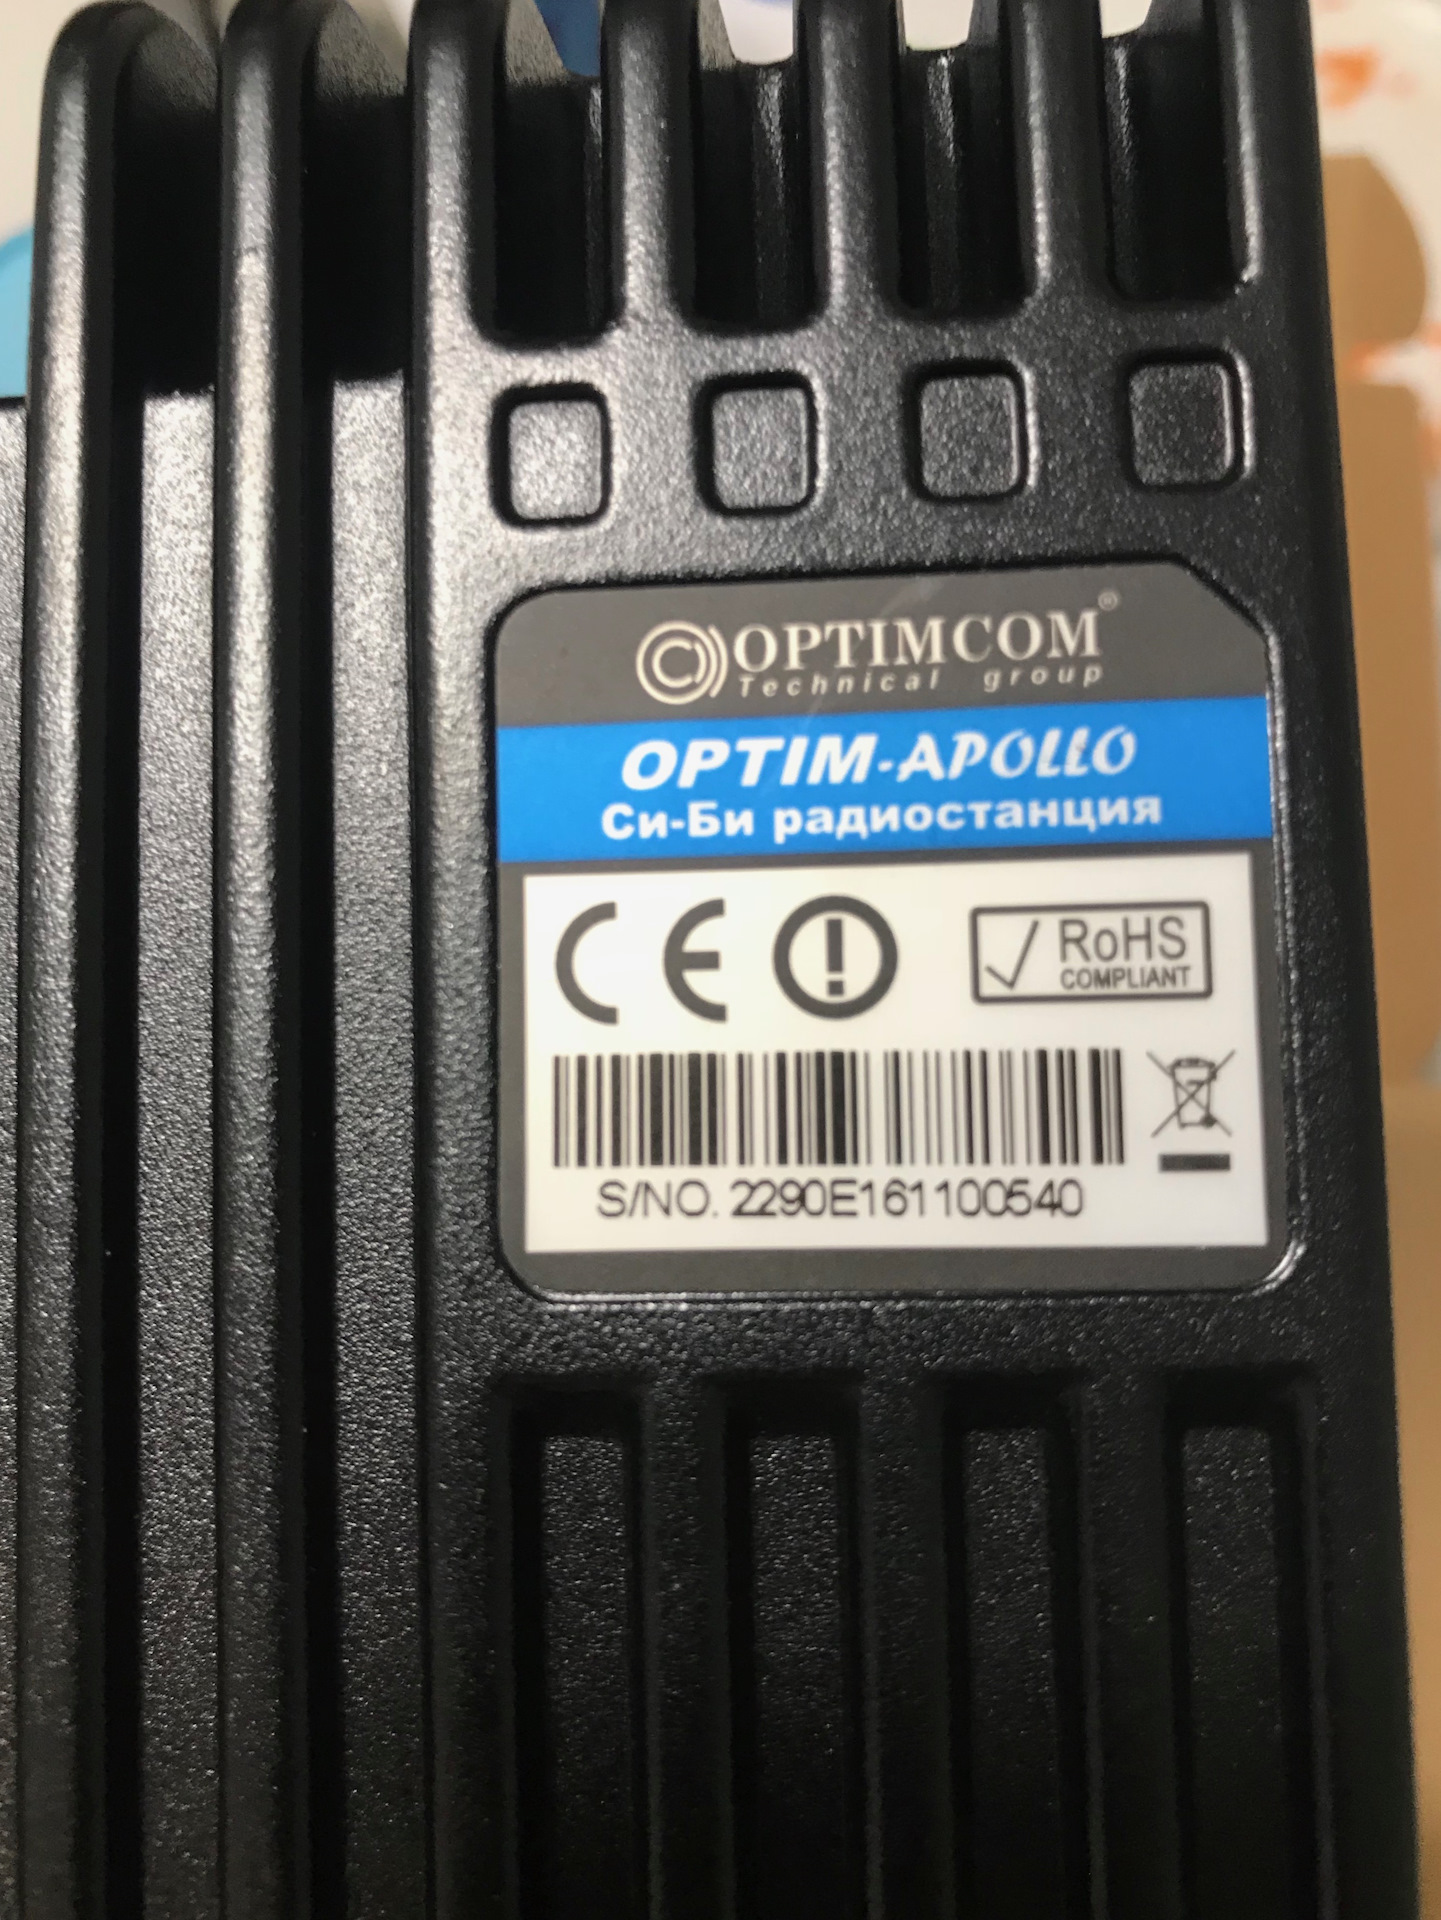 OPTIMCOM®
Technical group
OPTIM-APOLLO
Си-Би радиостанция
CE
RoHS
COMPLIANT
S/NO. 2290E161100540